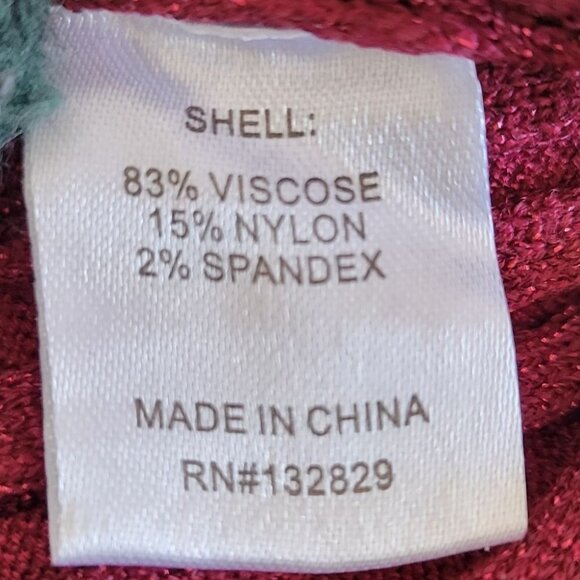 SHELL:
83% VISCOSE
15% NYLON
2% SPANDEX
MADE IN CHINA
RN#132829